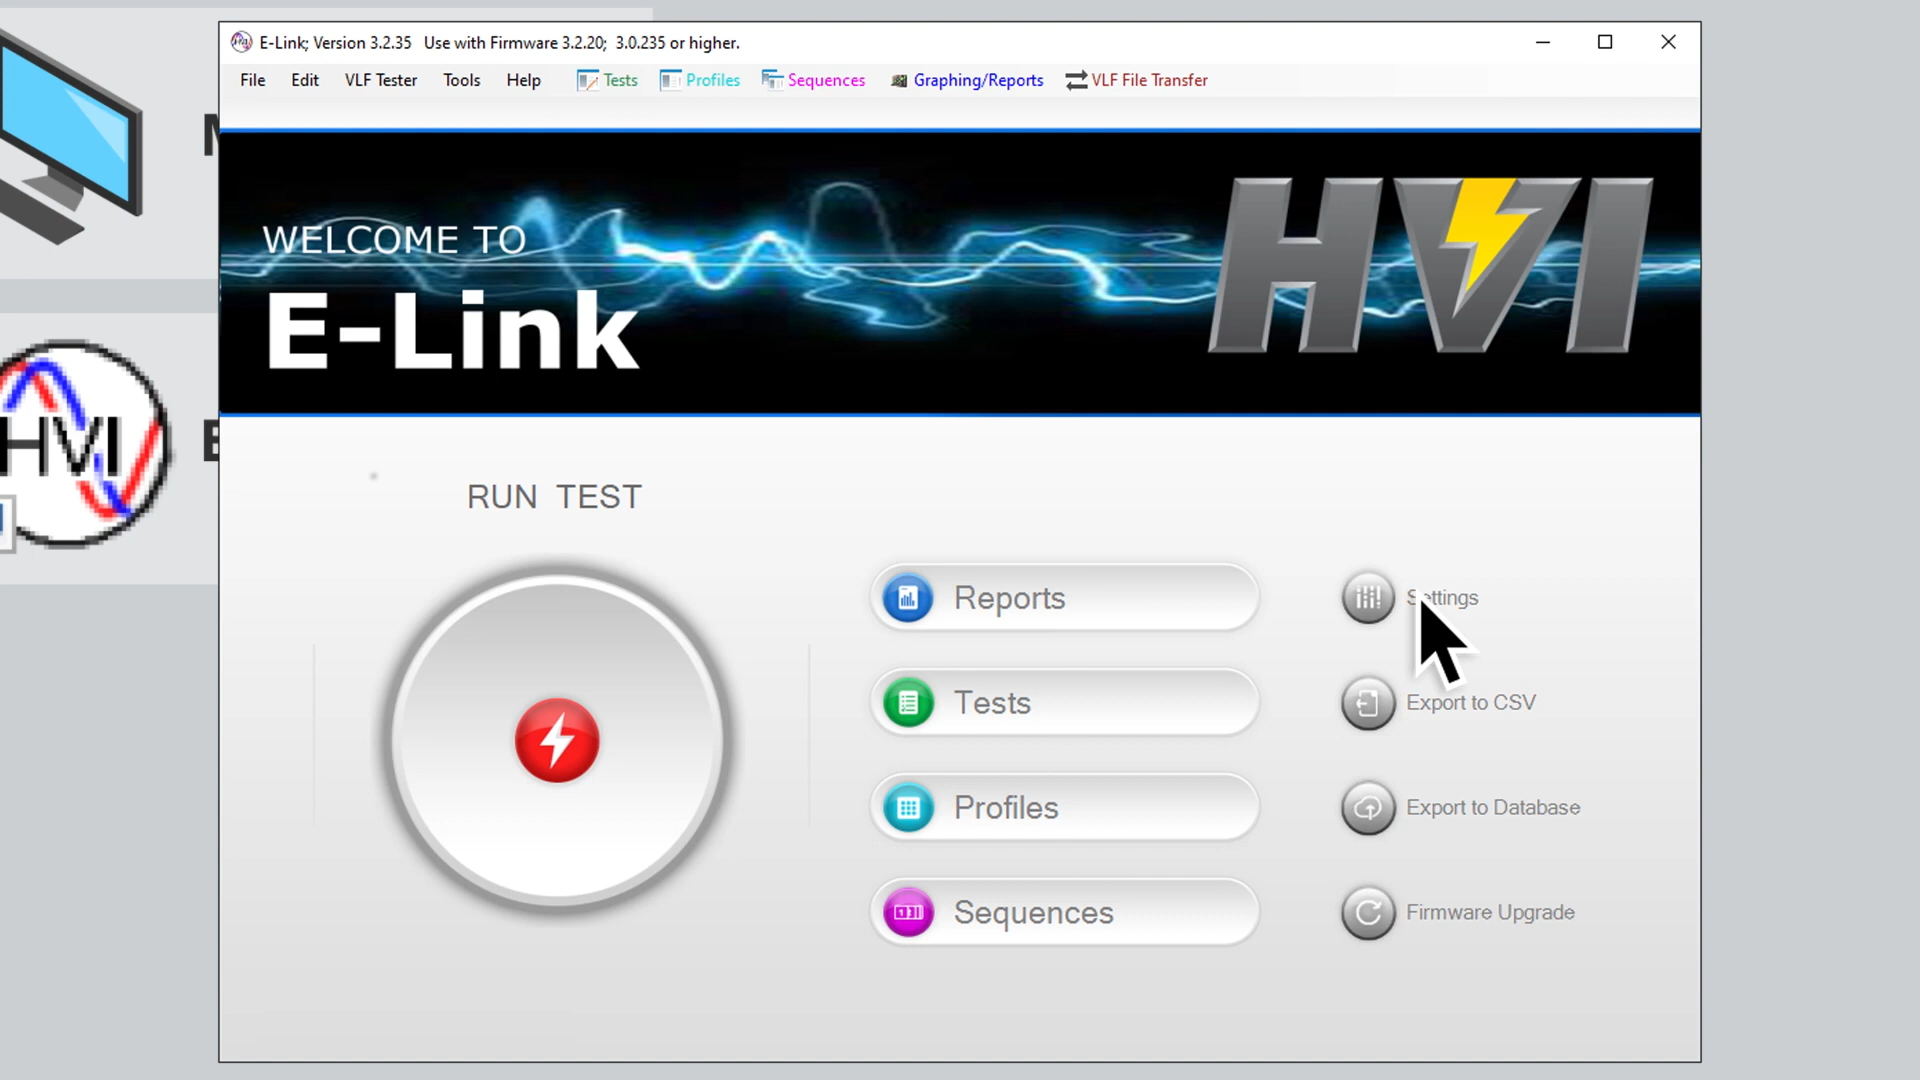 E-Link; Version 3.2.35 Use with Firmware 3.2.20; 3.0.235 or higher.
File Edit VLF Tester Tools Help Tests Profiles Sequences Graphing/Reports VLF File Transfer
WELCOME TO
E-Link
HVI
HVI
RUN TEST
Reports
Settings
Tests
Export to CSV
Profiles
Export to Database
Sequences
Firmware Upgrade